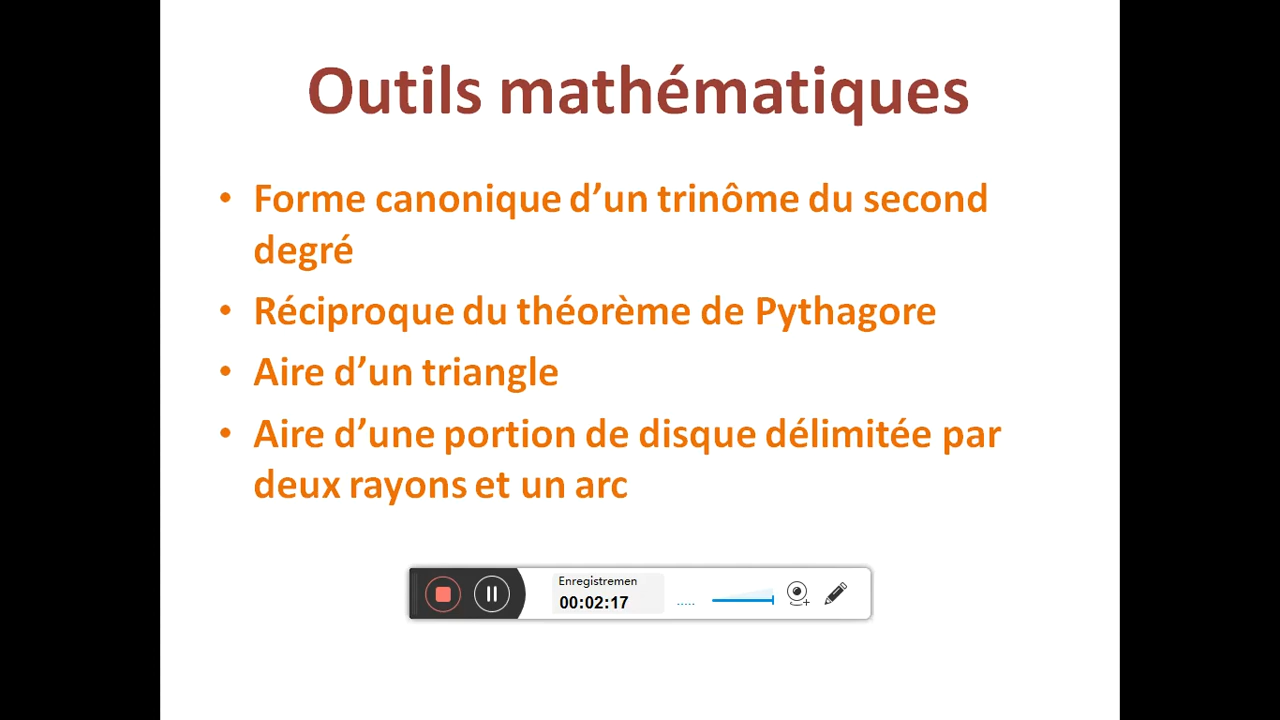 Outils mathématiques
• Forme canonique d’un trinôme du second
degré
• Réciproque du théorème de Pythagore
• Aire d’un triangle
• Aire d’une portion de disque délimitée par
deux rayons et un arc
Enregistremen
00:02:17